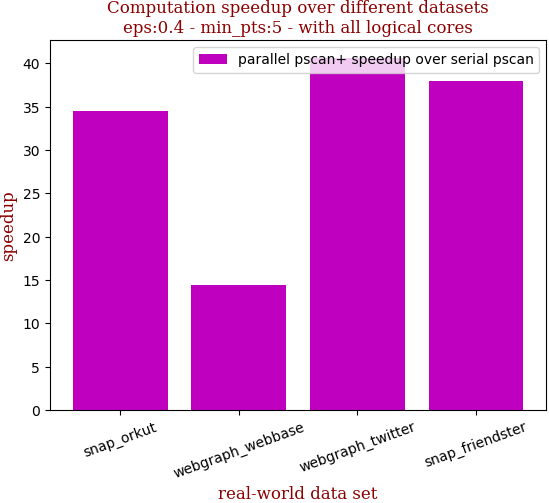 Computation speedup over different datasets
eps:0.4 - min_pts:5 - with all logical cores
parallel pscan+ speedup over serial pscan
speedup
40
35
30
25
20
15
10
5
0
snap_orkut
webgraph_webbase
webgraph_twitter
snap_friendster
real-world data set